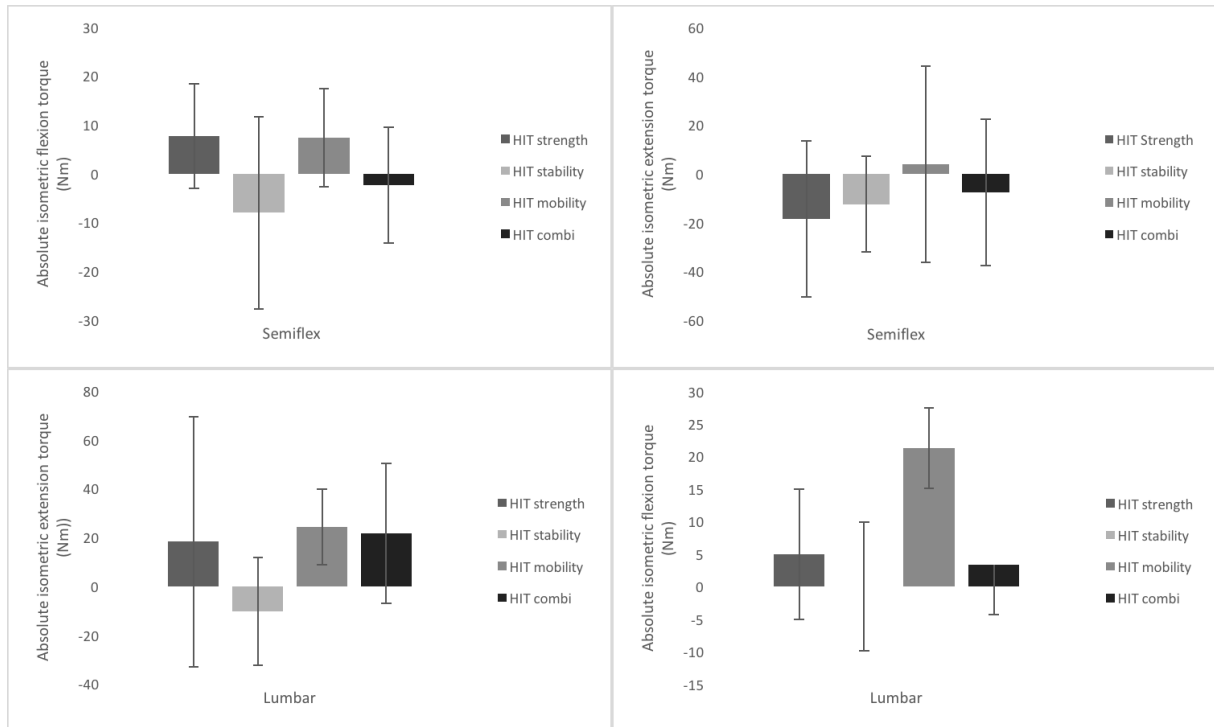 Absolute isometric flexion torque
(Nm)
30
20
10
0
-10
-20
-30
Semiflex
HIT strength
HIT stability
HIT mobility
HIT combi
Absolute isometric extension torque
(Nm)
60
40
20
0
-20
-40
-60
Semiflex
HIT Strength
HIT stability
HIT mobility
HIT combi
Absolute isometric extension torque
(Nm))
80
60
40
20
0
-20
-40
Lumbar
HIT strength
HIT stability
HIT mobility
HIT combi
Absolute isometric flexion torque
(Nm)
30
25
20
15
10
5
0
-5
-10
-15
Lumbar
HIT strength
HIT stability
HIT mobility
HIT combi